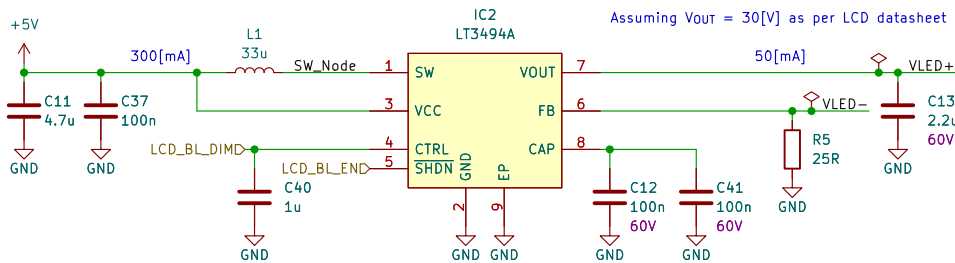 IC2
Assuming VOUT = 30[V] as per LCD datasheet
+5V
LT3494A
L1
300[mA]
33u
SW_Node
50[mA]
1
SW
VOUT
7
VLED+
C11
4.7u
C37
100n
3
VCC
FB
6
VLED-
C13
2.2u
60V
GND
GND
LCD_BL_DIM
4
CTRL
CAP
8
R5
25R
LCD_BL_EN
5
SHDN
GND
EP
GND
C40
1u
2
9
C12
100n
60V
C41
100n
60V
GND
GND
GND
GND
GND
GND